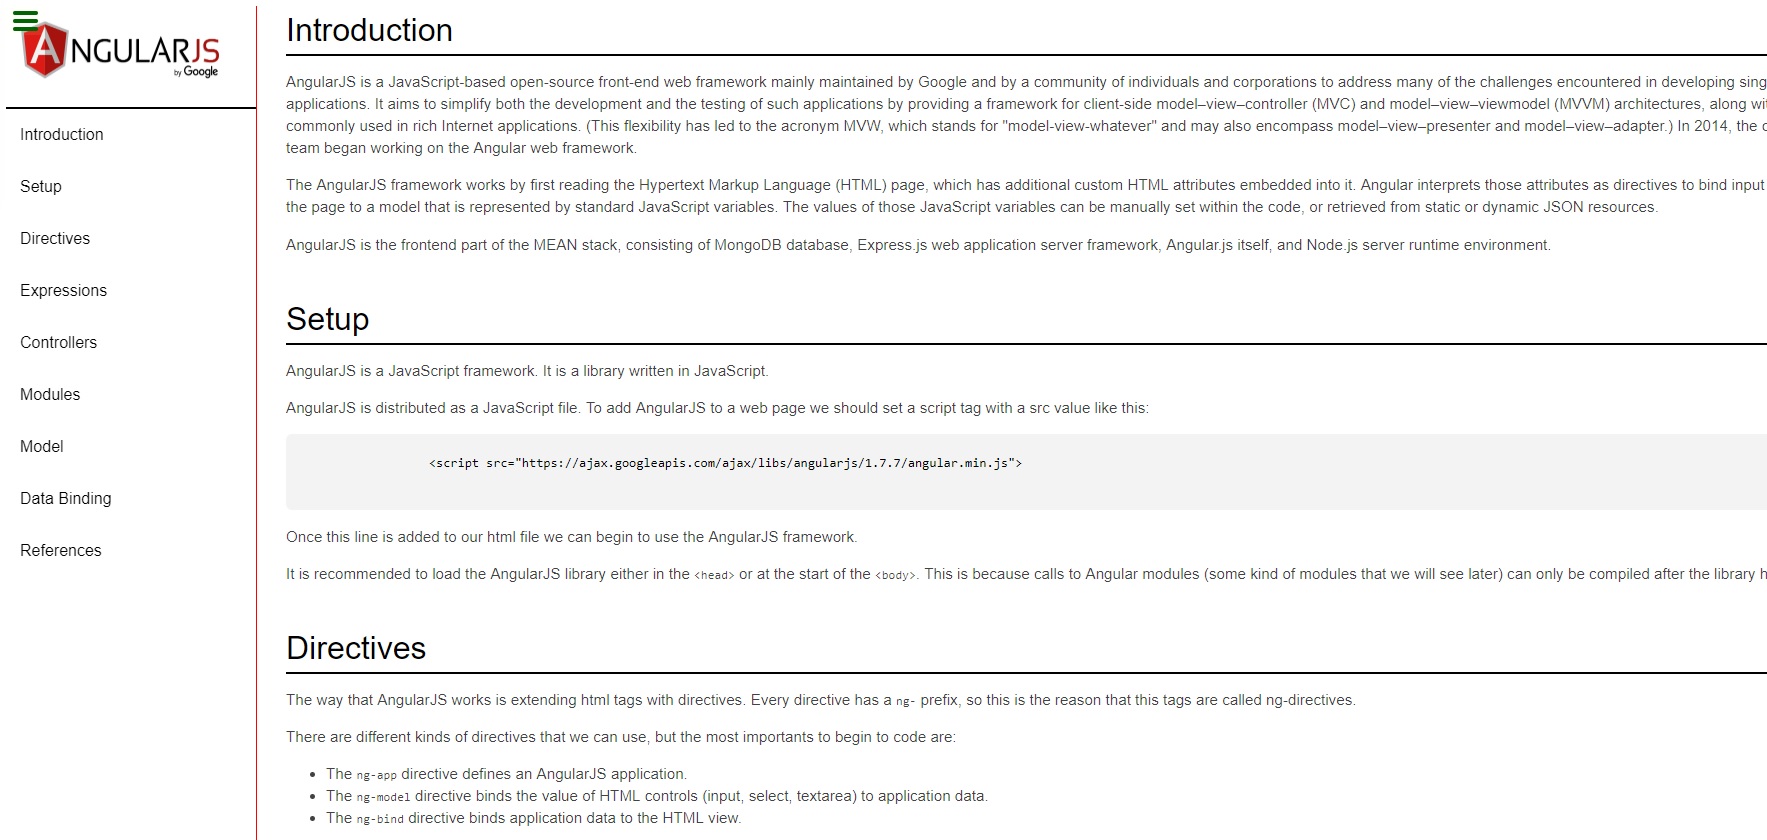 ANGULARJS
by Google
Introduction
Setup
Directives
Expressions
Controllers
Modules
Model
Data Binding
References
Introduction
AngularJS is a JavaScript-based open-source front-end web framework mainly maintained by Google and by a community of individuals and corporations to address many of the challenges encountered in developing
applications. It aims to simplify both the development and the testing of such applications by providing a framework for client-side model–view–controller (MVC) and model–view–viewmodel (MVVM) architectures, along
commonly used in rich Internet applications. (This flexibility has led to the acronym MVW, which stands for "model-view-whatever" and may also encompass model–view–presenter and model–view–adapter.) In 2014, the
team began working on the Angular web framework.
The AngularJS framework works by first reading the Hypertext Markup Language (HTML) page, which has additional custom HTML attributes embedded into it. Angular interprets those attributes as directives to bind input
the page to a model that is represented by standard JavaScript variables. The values of those JavaScript variables can be manually set within the code, or retrieved from static or dynamic JSON resources.
AngularJS is the frontend part of the MEAN stack, consisting of MongoDB database, Express.js web application server framework, Angular.js itself, and Node.js server runtime environment.
Setup
AngularJS is a JavaScript framework. It is a library written in JavaScript.
AngularJS is distributed as a JavaScript file. To add AngularJS to a web page we should set a script tag with a src value like this:
<script src="https://ajax.googleapis.com/ajax/libs/angularjs/1.7.7/angular.min.js">
Once this line is added to our html file we can begin to use the AngularJS framework.
It is recommended to load the AngularJS library either in the <head> or at the start of the <body>. This is because calls to Angular modules (some kind of modules that we will see later) can only be compiled after the library
Directives
The way that AngularJS works is extending html tags with directives. Every directive has a ng- prefix, so this is the reason that this tags are called ng-directives.
There are different kinds of directives that we can use, but the most importants to begin to code are:
• The ng-app directive defines an AngularJS application.
• The ng-model directive binds the value of HTML controls (input, select, textarea) to application data.
• The ng-bind directive binds application data to the HTML view.